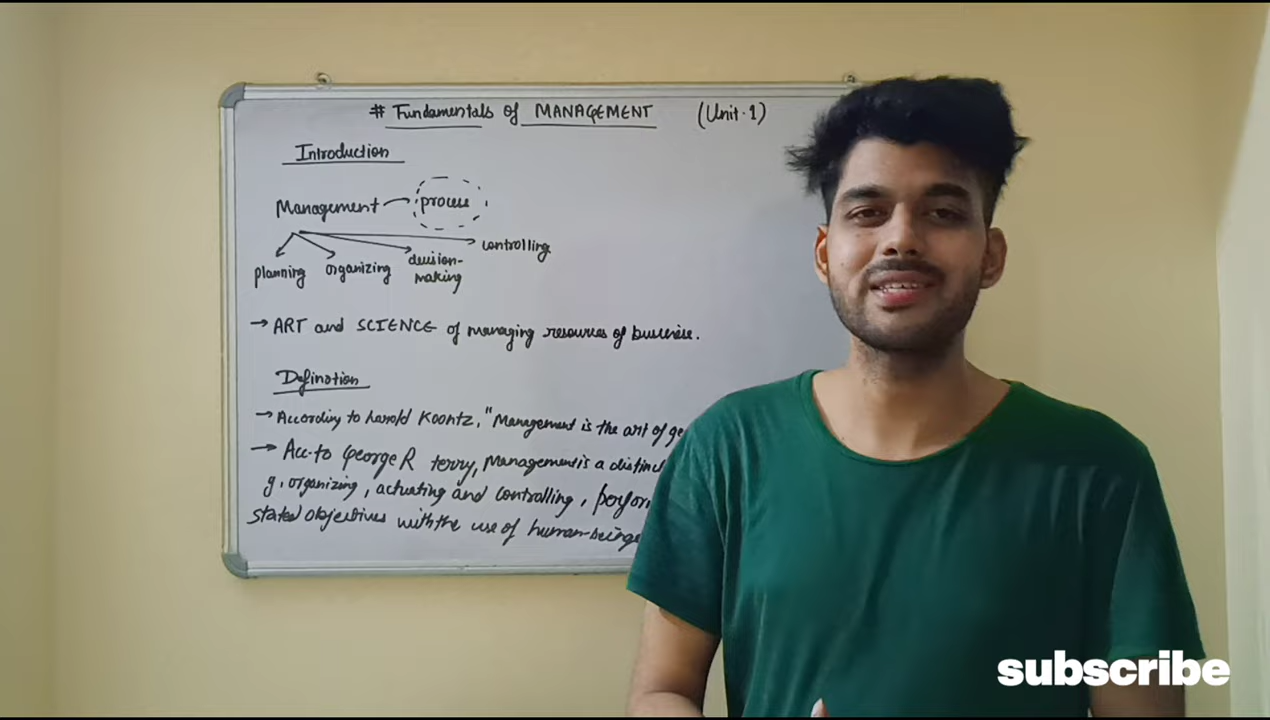 # Fundamentals of MANAGEMENT (Unit-1)
Introduction
Management process
planning organizing decision-making controlling
→ ART and SCIENCE of managing resources of business.
Defination
→ According to harold Koontz, "Management is the art of ge
→ Acc-to George R terry, Management is a distinct
g, organizing, actuating and controlling, perfor
stated objectives with the use of human-beings
subscribe